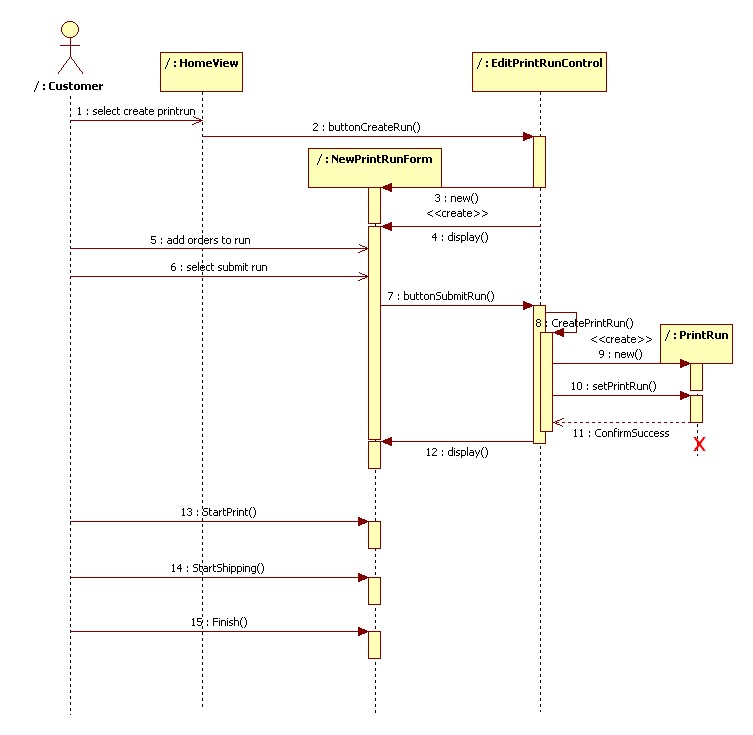 / : Customer
/ : HomeView
/ : EditPrintRunControl
1 : select create printrun
2 : buttonCreateRun()
/ : NewPrintRunForm
3 : new()
<<create>>
4 : display()
5 : add orders to run
6 : select submit run
7 : buttonSubmitRun()
8 : CreatePrintRun()
/ : PrintRun
<<create>>
9 : new()
10 : setPrintRun()
11 : ConfirmSuccess
X
12 : display()
13 : StartPrint()
14 : StartShipping()
15 : Finish()